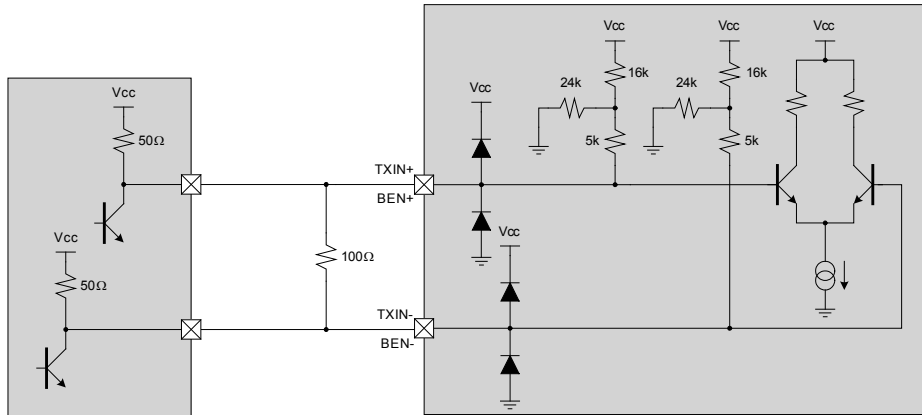 Vcc
Vcc
Vcc
16k
16k
24k
24k
Vcc
Vcc
50Ω
5k
5k
TXIN+
BEN+
Vcc
Vcc
50Ω
100Ω
TXIN-
BEN-